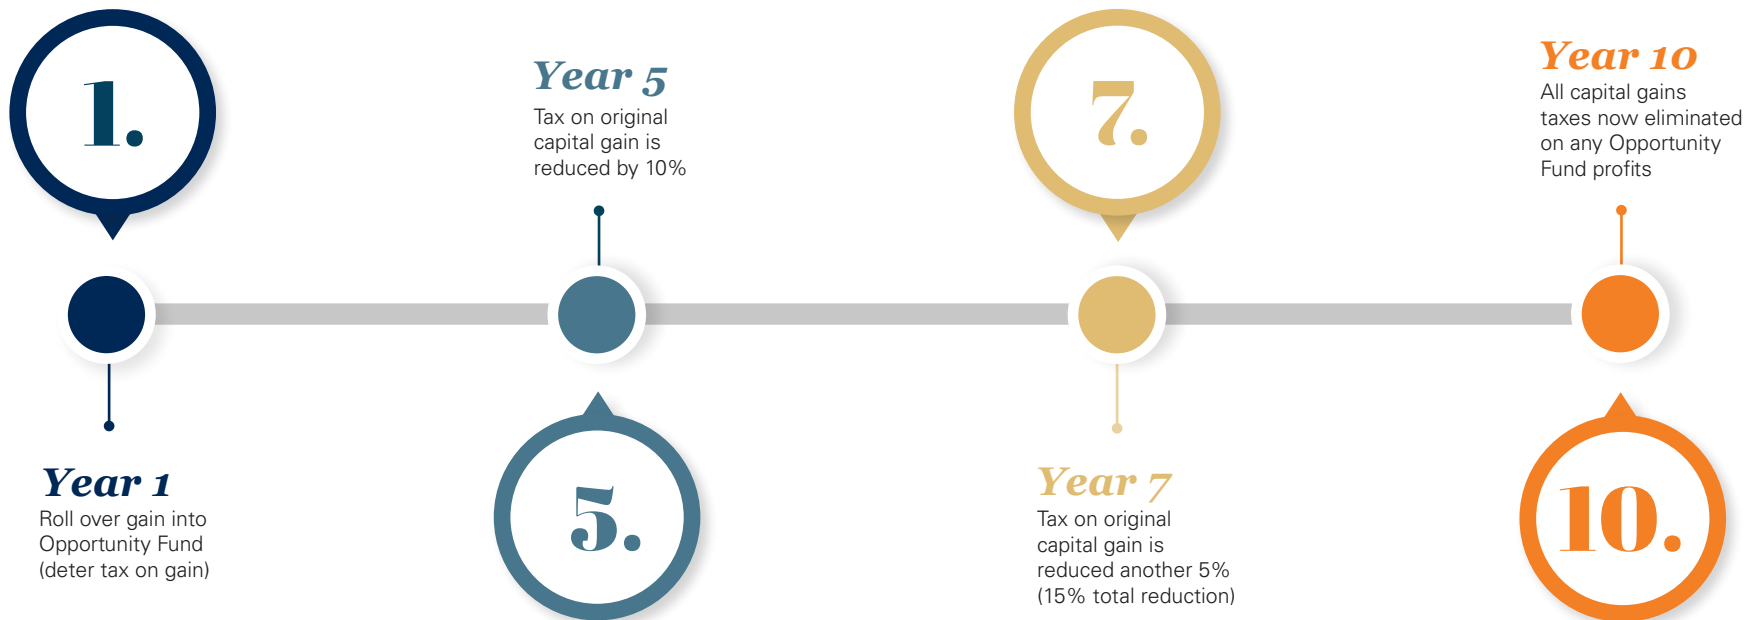 1.
Year 1
Roll over gain into
Opportunity Fund
(deter tax on gain)
Year 5
Tax on original
capital gain is
reduced by 10%
5.
7.
Year 7
Tax on original
capital gain is
reduced another 5%
(15% total reduction)
Year 10
All capital gains
taxes now eliminated
on any Opportunity
Fund profits
10.